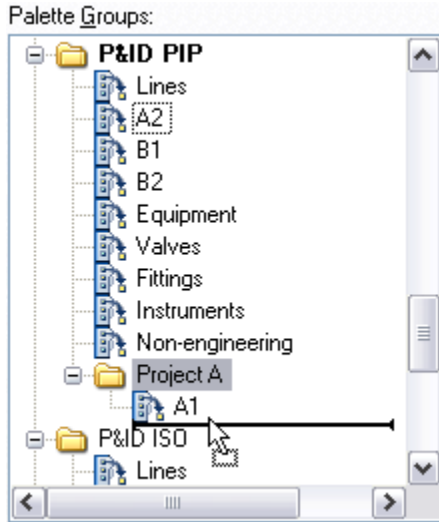 Palette Groups:
P&ID PIP
Lines
A2
B1
B2
Equipment
Valves
Fittings
Instruments
Non-engineering
Project A
A1
P&ID ISO
Lines